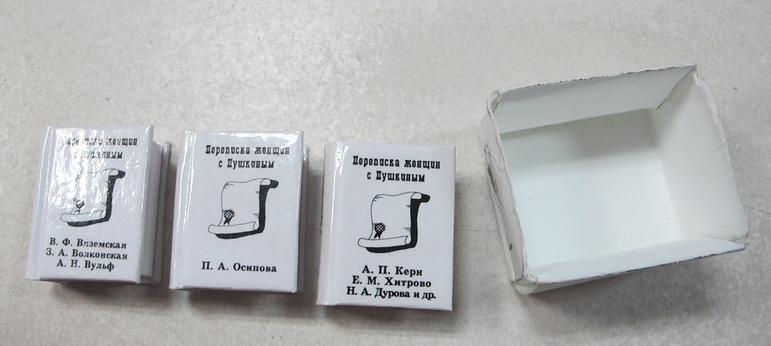 Переписка женщин
с Пушкиным
В. Ф. Вяземская
З. А. Волконская
А. Н. Вульф
Переписка женщин
с Пушкиным
П. А. Осипова
Переписка женщин
с Пушкиным
А. П. Керн
Е. М. Хитрово
Н. А. Дурова и др.